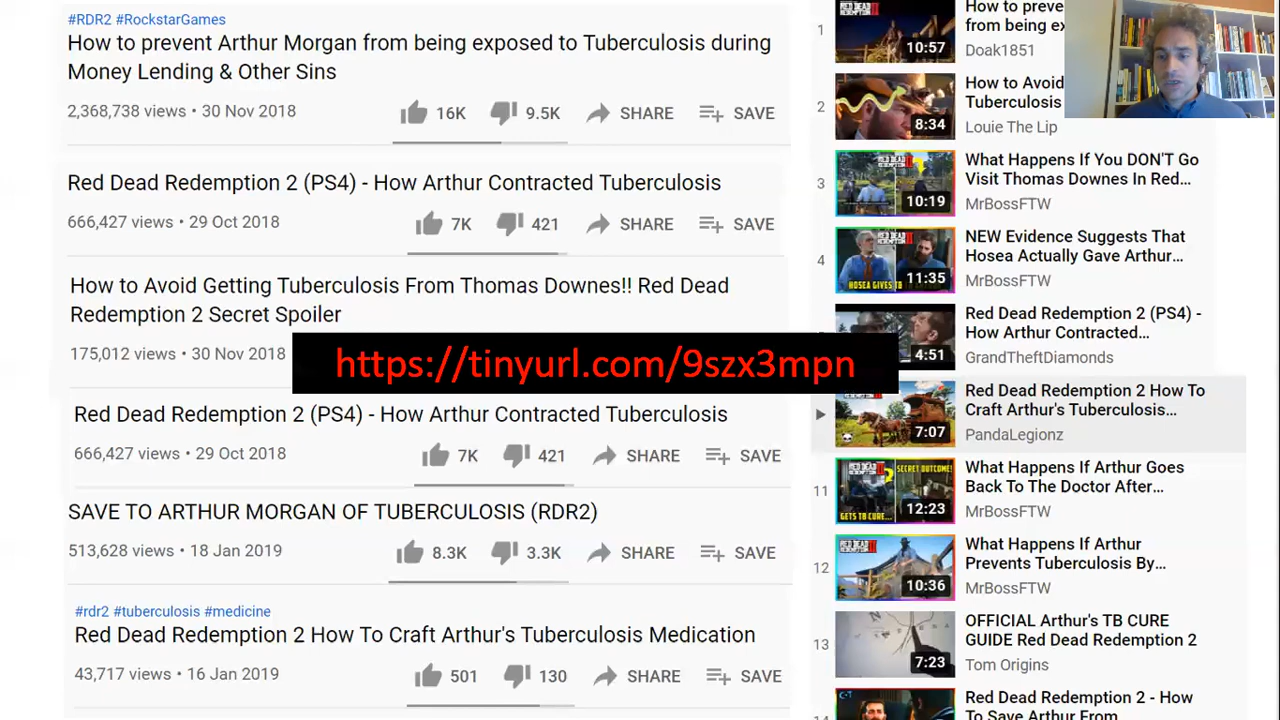 #RDR2 #RockstarGames
How to prevent Arthur Morgan from being exposed to Tuberculosis during
Money Lending & Other Sins
2,368,738 views • 30 Nov 2018
16K
9.5K
SHARE
SAVE
Red Dead Redemption 2 (PS4) - How Arthur Contracted Tuberculosis
666,427 views • 29 Oct 2018
7K
421
SHARE
SAVE
How to Avoid Getting Tuberculosis From Thomas Downes!! Red Dead
Redemption 2 Secret Spoiler
175,012 views • 30 Nov 2018
https://tinyurl.com/9szx3mpn
Red Dead Redemption 2 (PS4) - How Arthur Contracted Tuberculosis
666,427 views • 29 Oct 2018
7K
421
SHARE
SAVE
SAVE TO ARTHUR MORGAN OF TUBERCULOSIS (RDR2)
513,628 views • 18 Jan 2019
8.3K
3.3K
SHARE
SAVE
#rdr2 #tuberculosis #medicine
Red Dead Redemption 2 How To Craft Arthur's Tuberculosis Medication
43,717 views • 16 Jan 2019
501
130
SHARE
SAVE
1
10:57
How to preve
from being ex
Doak1851
2
8:34
How to Avoid
Tuberculosis
Louie The Lip
3
10:19
What Happens If You DON'T Go
Visit Thomas Downes In Red...
MrBossFTW
4
HOSEA GIVES TB
11:35
NEW Evidence Suggests That
Hosea Actually Gave Arthur...
MrBossFTW
4:51
Red Dead Redemption 2 (PS4) -
How Arthur Contracted...
GrandTheftDiamonds
7:07
Red Dead Redemption 2 How To
Craft Arthur's Tuberculosis...
PandaLegionz
11
SECRET OUTCOME!
GETS TB CURE...
12:23
What Happens If Arthur Goes
Back To The Doctor After...
MrBossFTW
12
10:36
What Happens If Arthur
Prevents Tuberculosis By...
MrBossFTW
13
7:23
OFFICIAL Arthur's TB CURE
GUIDE Red Dead Redemption 2
Tom Origins
C-T
Red Dead Redemption 2 - How
To Save Arthur From